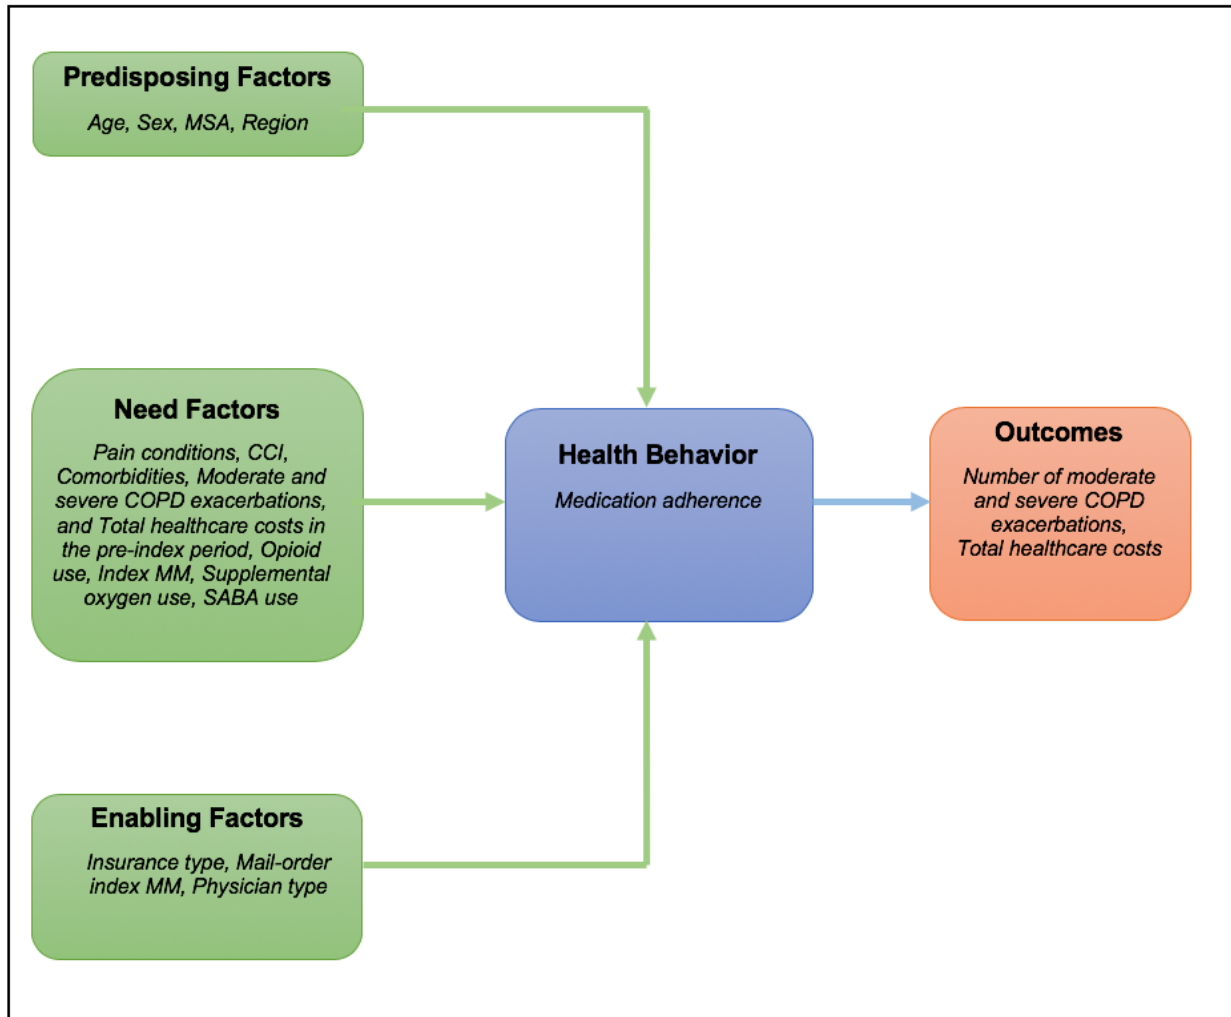 Predisposing Factors
Age, Sex, MSA, Region
Need Factors
Pain conditions, CCI,
Comorbidities, Moderate and
severe COPD exacerbations,
and Total healthcare costs in
the pre-index period, Opioid
use, Index MM, Supplemental
oxygen use, SABA use
Enabling Factors
Insurance type, Mail-order
index MM, Physician type
Health Behavior
Medication adherence
Outcomes
Number of moderate
and severe COPD
exacerbations,
Total healthcare costs